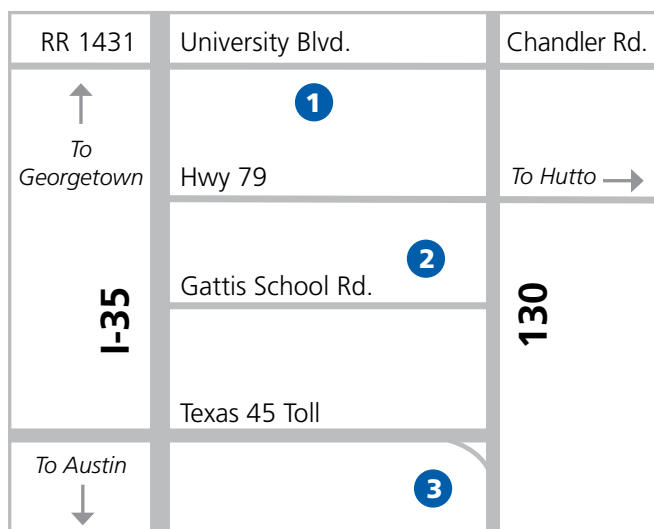 RR 1431
University Blvd.
Chandler Rd.
1
To
Georgetown
Hwy 79
To Hutto
2
Gattis School Rd.
I-35
130
Texas 45 Toll
To Austin
3